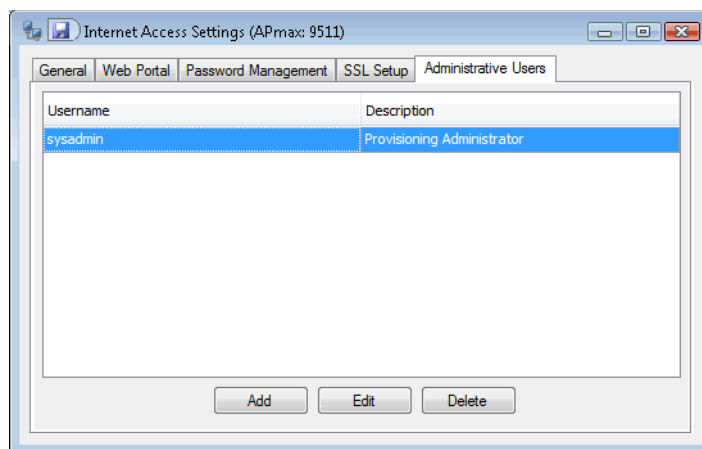 Internet Access Settings (APmax: 9511)
General Web Portal Password Management SSL Setup Administrative Users
Username Description
sysadmin Provisioning Administrator
Add Edit Delete